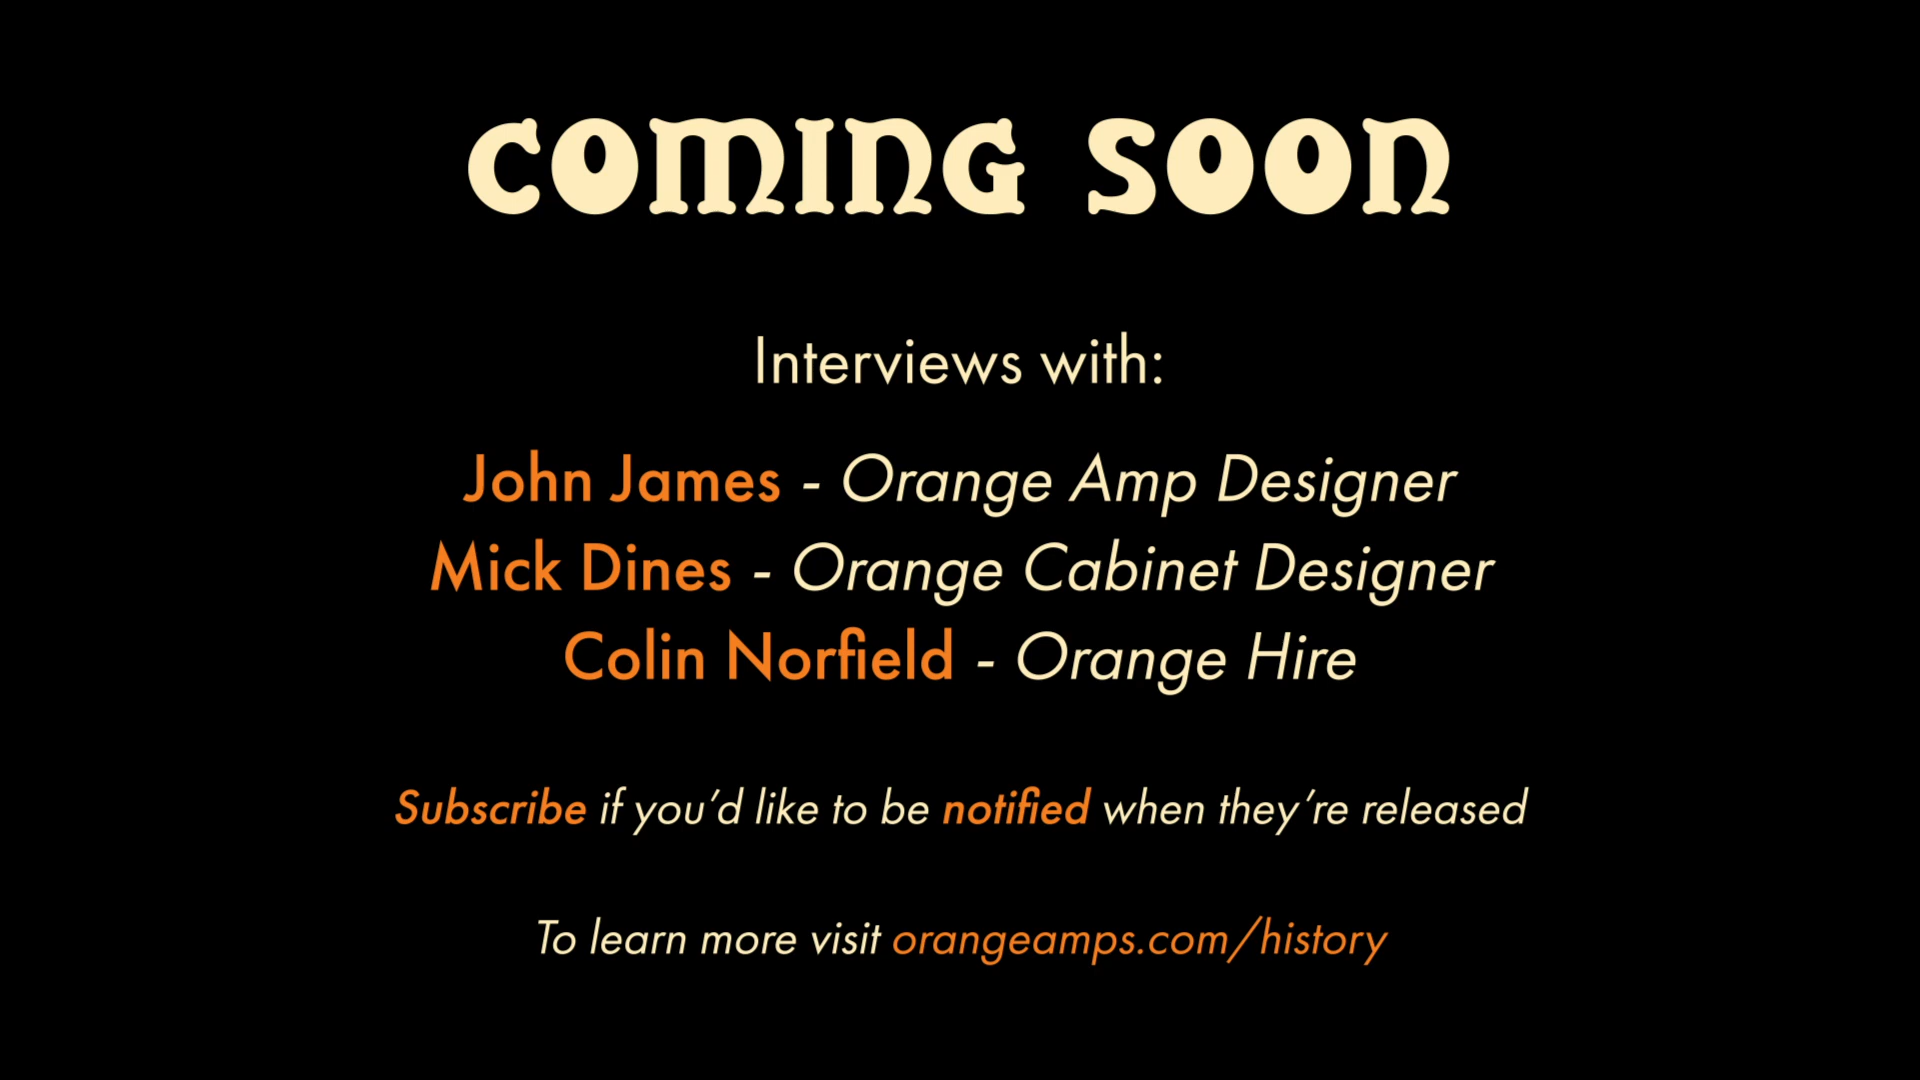 COMING SOON
Interviews with:
John James - Orange Amp Designer
Mick Dines - Orange Cabinet Designer
Colin Norfield - Orange Hire
Subscribe if you’d like to be notified when they’re released
To learn more visit orangeamps.com/history